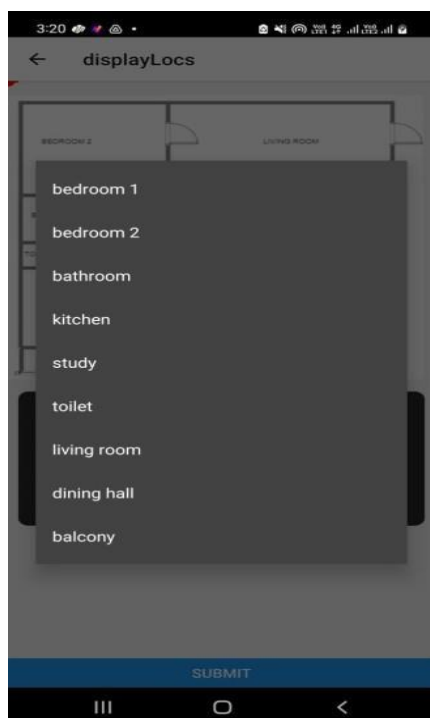 3:20
displayLocs
BEDROOM 2
LIVING ROOM
bedroom 1
bedroom 2
bathroom
kitchen
study
toilet
living room
dining hall
balcony
SUBMIT